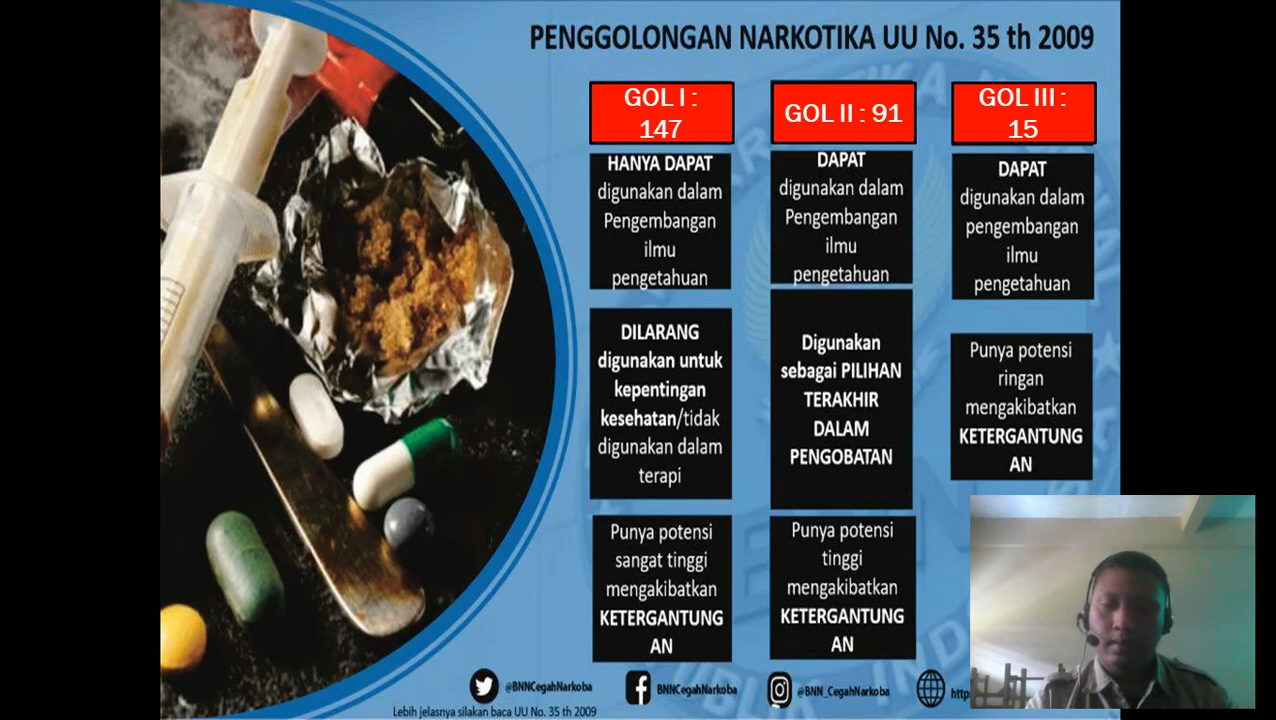 PENGGOLONGAN NARKOTIKA UU No. 35 th 2009
GOL I :
147
HANYA DAPAT
digunakan dalam
Pengembangan
ilmu
pengetahuan
DILARANG
digunakan untuk
kepentingan
kesehatan/tidak
digunakan dalam
terapi
Punya potensi
sangat tinggi
mengakibatkan
KETERGANTUNG
AN
GOL II : 91
DAPAT
digunakan dalam
Pengembangan
ilmu
pengetahuan
Digunakan
sebagai PILIHAN
TERAKHIR
DALAM
PENGOBATAN
Punya potensi
tinggi
mengakibatkan
KETERGANTUNG
AN
GOL III :
15
DAPAT
digunakan dalam
pengembangan
ilmu
pengetahuan
Punya potensi
ringan
mengakibatkan
KETERGANTUNG
AN
@BNNCegahNarkoba
BNNCegahNarkoba
@BNN_CegahNarkoba
http
Lebih jelasnya silakan baca UU No. 35 th 2009